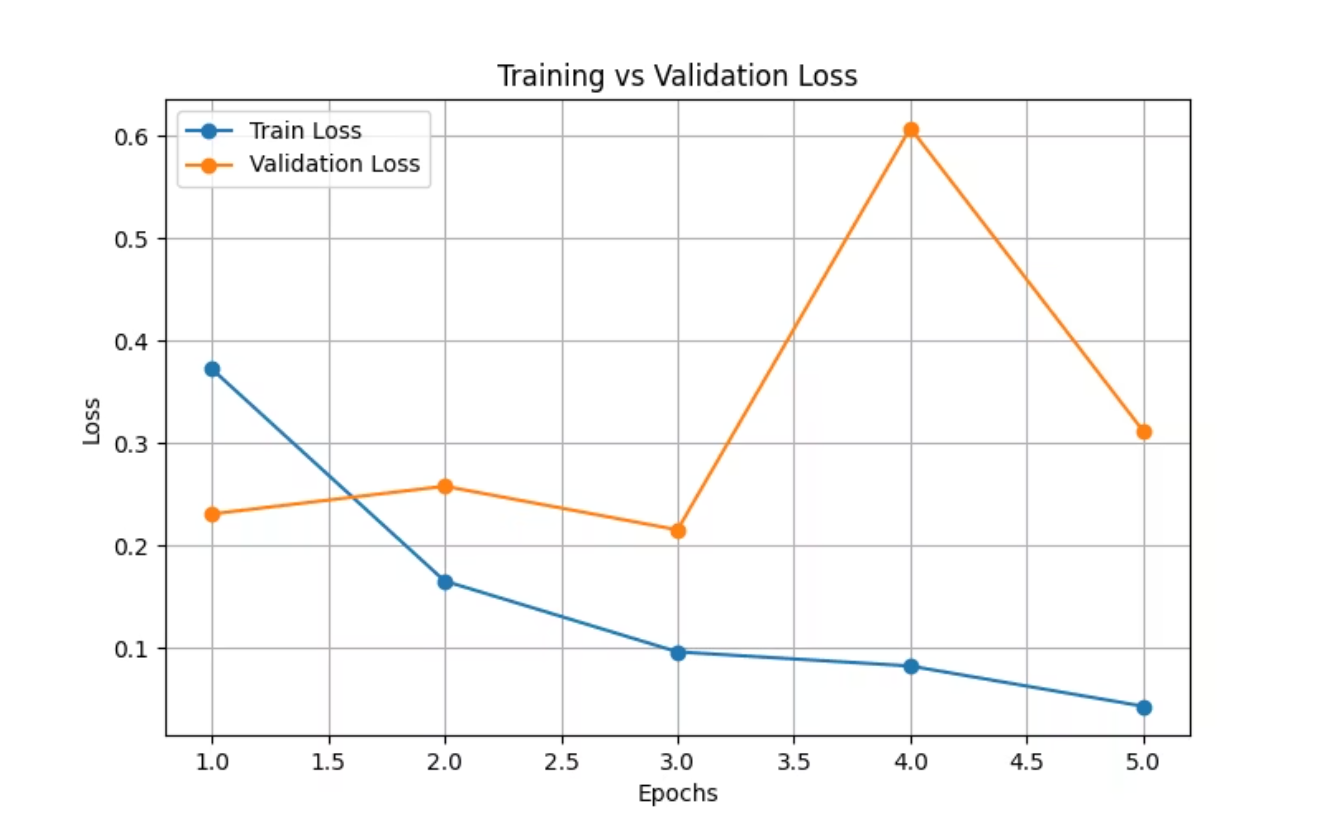 Training vs Validation Loss
Train Loss
Validation Loss
0.6
0.5
0.4
0.3
0.2
0.1
Loss
1.0 1.5 2.0 2.5 3.0 3.5 4.0 4.5 5.0
Epochs